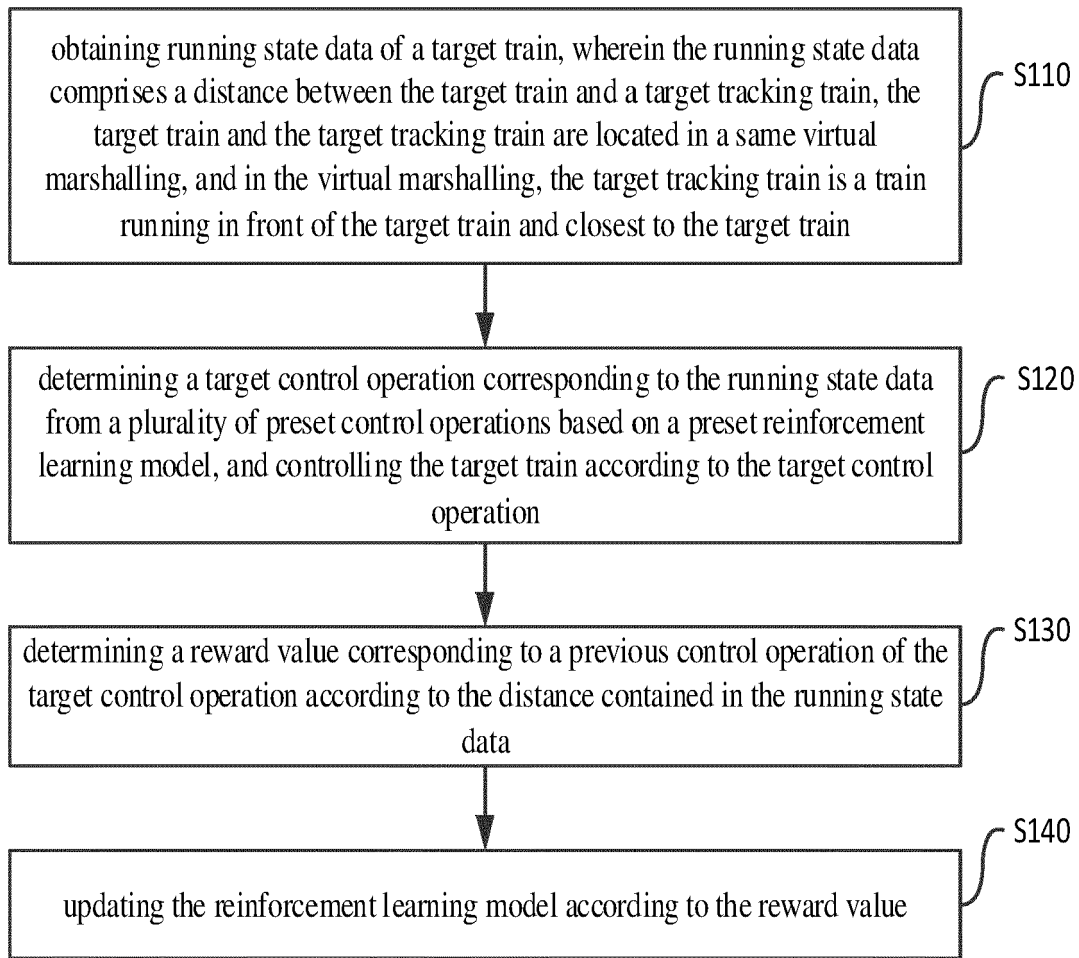 obtaining running state data of a target train, wherein the running state data
comprises a distance between the target train and a target tracking train, the
target train and the target tracking train are located in a same virtual
marshalling, and in the virtual marshalling, the target tracking train is a train
running in front of the target train and closest to the target train
S110
determining a target control operation corresponding to the running state data
from a plurality of preset control operations based on a preset reinforcement
learning model, and controlling the target train according to the target control
operation
S120
determining a reward value corresponding to a previous control operation of the
target control operation according to the distance contained in the running state
data
S130
updating the reinforcement learning model according to the reward value
S140